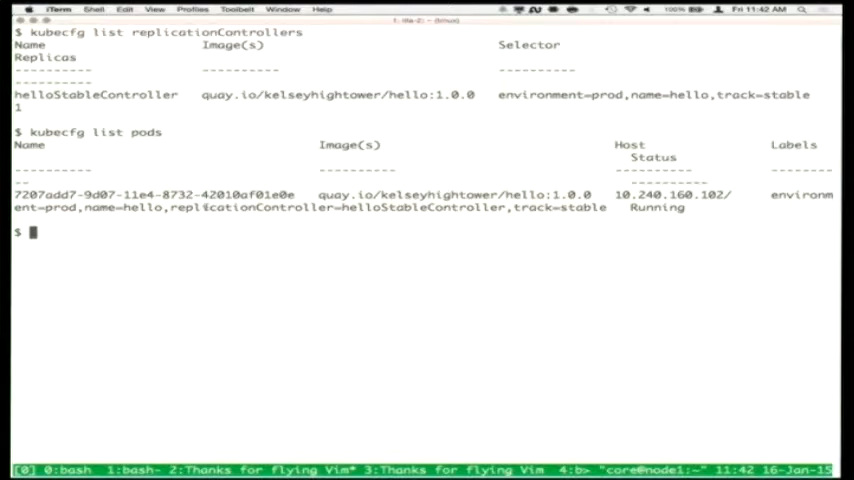 iTerm Shell Edit View Profiles Toolbelt Window Help 100% Fri 11:42 AM
$ kubecfg list replicationControllers
Name Image(s) Selector
Replicas
---------- ---------- ----------
----------
helloStableController quay.io/kelseyhightower/hello:1.0.0 environment=prod,name=hello,track=stable
1
$ kubecfg list pods
Name Image(s) Host Labels
Status
---------- ---------- ---------- --------
-- ----------
7207add7-9d07-11e4-8732-42010af01e0e quay.io/kelseyhightower/hello:1.0.0 10.240.160.102/ environm
ent=prod,name=hello,replicationController=helloStableController,track=stable Running
$
[0] 0:bash 1:bash- 2:Thanks for flying Vim* 3:Thanks for flying Vim 4:b> "core@node1:~" 11:42 16-Jan-15